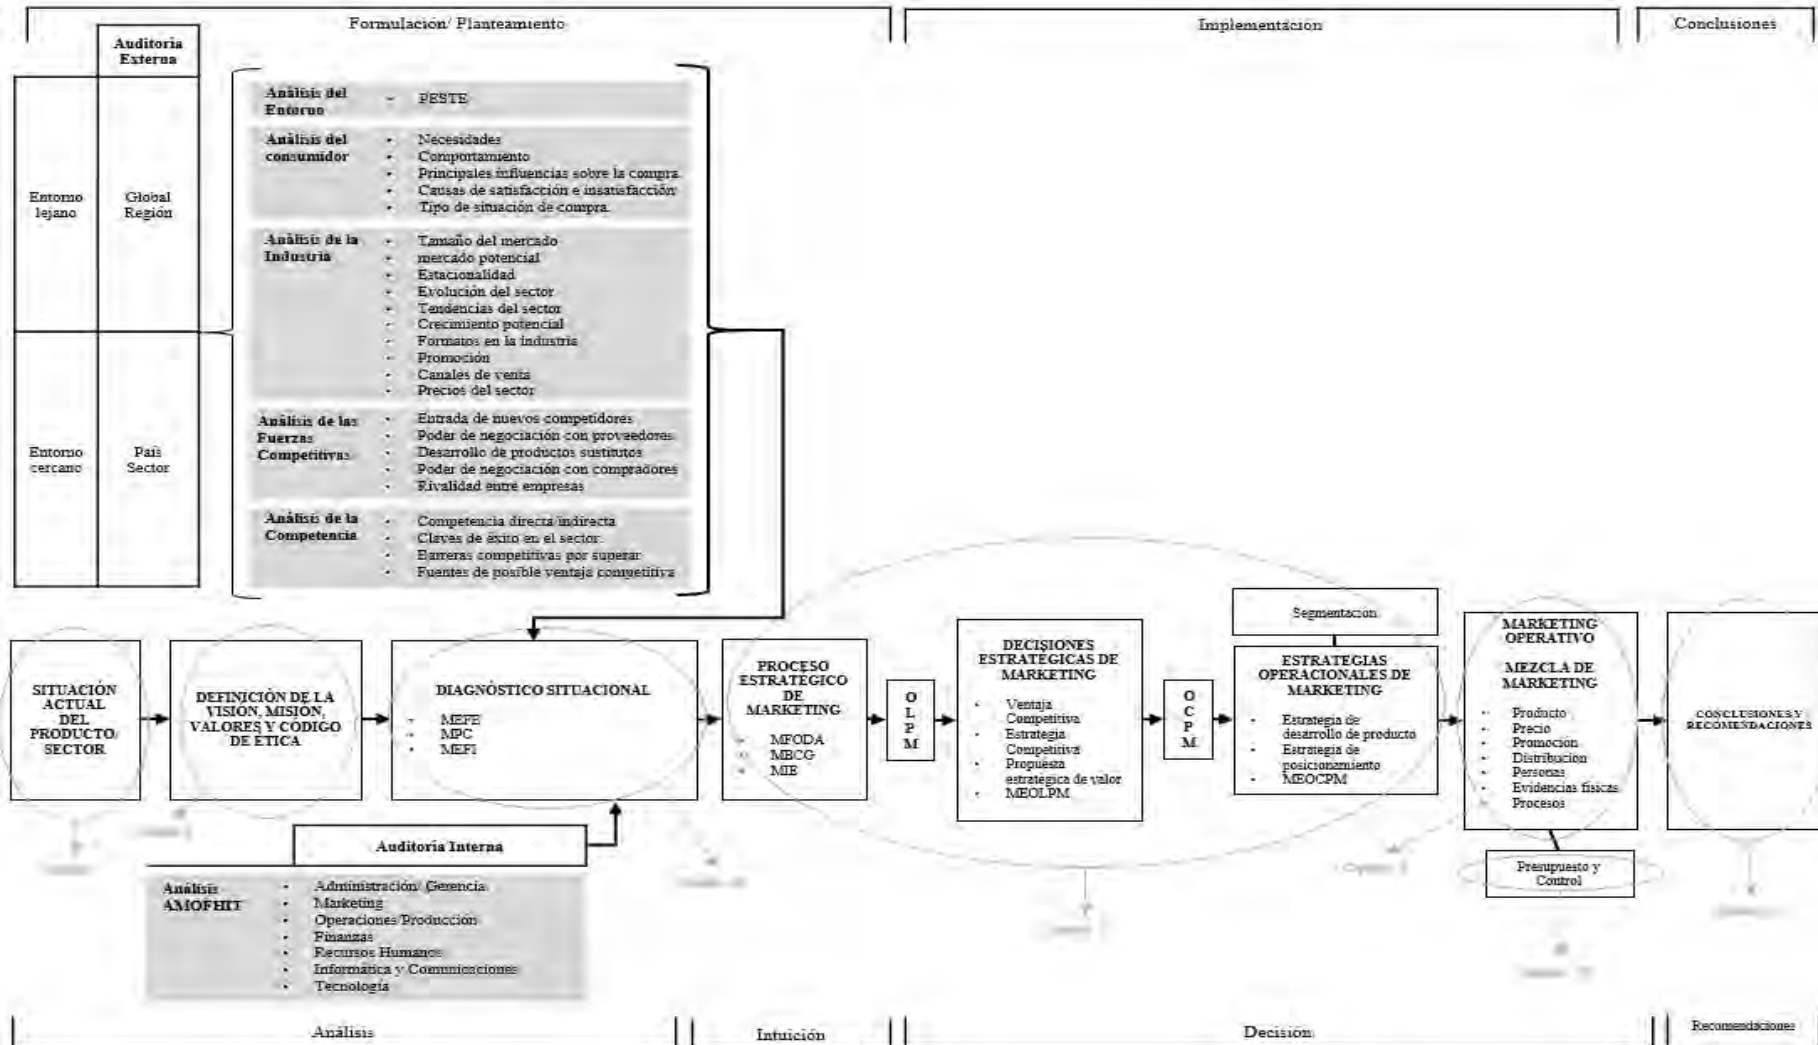 Formulación/ Planteamiento
Implementación
Conclusiones
Auditoria
Externa
Entorno
lejano
Global
Región
Entorno
cercano
País
Sector
Análisis del
Entorno
- PESTE
Análisis del
consumidor
- Necesidades
- Comportamiento
- Principales influencias sobre la compra.
- Causas de satisfacción e insatisfacción
- Tipo de situación de compra.
Análisis de la
Industria
- Tamaño del mercado
- mercado potencial
- Estacionalidad
- Evolución del sector
- Tendencias del sector
- Crecimiento potencial
- Formatos en la industria
- Promoción
- Canales de venta
- Precios del sector
Análisis de las
Fuerzas
Competitivas
- Entrada de nuevos competidores
- Poder de negociación con proveedores
- Desarrollo de productos sustitutos
- Poder de negociación con compradores
- Rivalidad entre empresas
Análisis de la
Competencia
- Competencia directa/indirecta
- Claves de éxito en el sector.
- Barreras competitivas por superar
- Fuentes de posible ventaja competitiva
SITUACIÓN
ACTUAL
DEL
PRODUCTO/
SECTOR
DEFINICIÓN DE LA
VISIÓN, MISIÓN,
VALORES Y CÓDIGO
DE ÉTICA
DIAGNÓSTICO SITUACIONAL
- MEFE
- MPC
- MEFI
PROCESO
ESTRATÉGICO
DE
MARKETING
- MFODA
- MBCG
- MIE
O
L
P
M
DECISIONES
ESTRATÉGICAS DE
MARKETING
- Ventaja
Competitiva
- Estrategia
Competitiva
- Propuesta
estratégica de valor
- MEOLPM
O
C
P
M
Segmentación
ESTRATEGIAS
OPERACIONALES DE
MARKETING
- Estrategia de
desarrollo de producto
- Estrategia de
posicionamiento
- MEOCPM
MARKETING
OPERATIVO
MEZCLA DE
MARKETING
- Producto
- Precio
- Promoción
- Distribución
- Personas
- Evidencias físicas
- Procesos
Presupuesto y
Control
CONCLUSIONES Y
RECOMENDACIONES
Auditoria Interna
Análisis
AMOFHIT
- Administración/ Gerencia
- Marketing
- Operaciones/Producción
- Finanzas
- Recursos Humanos
- Informática y Comunicaciones
- Tecnología
Análisis
Intuición
Decisión
Recomendaciones